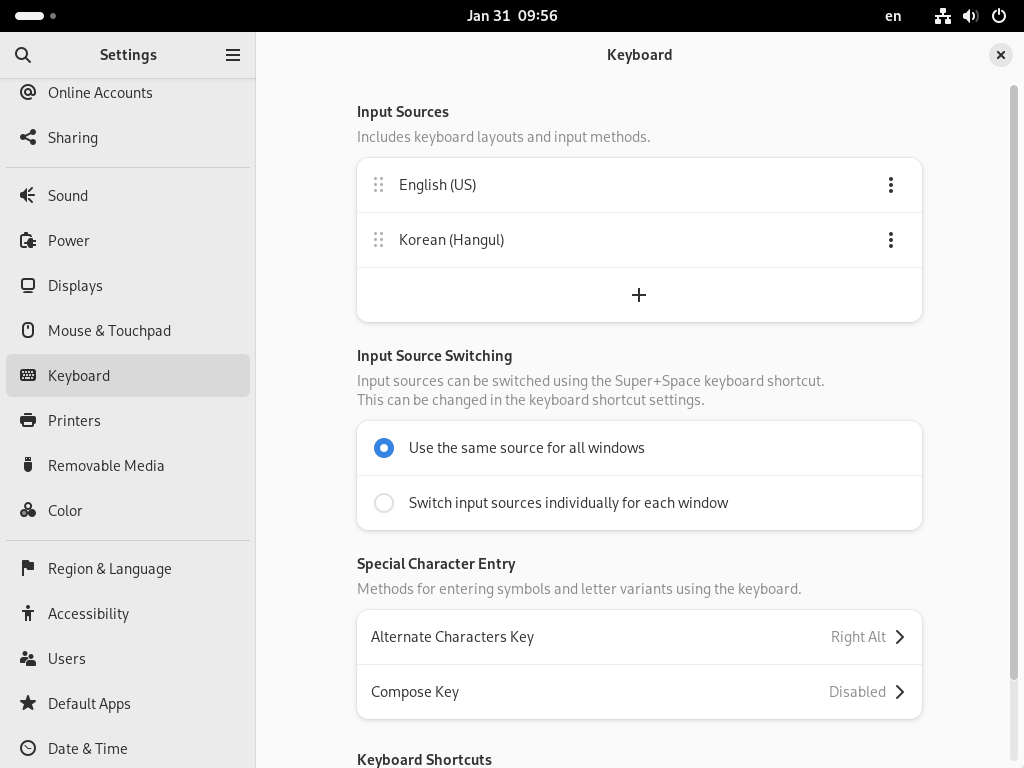 Jan 31 09:56
en
Settings
Keyboard
Online Accounts
Sharing
Sound
Power
Displays
Mouse & Touchpad
Keyboard
Printers
Removable Media
Color
Region & Language
Accessibility
Users
Default Apps
Date & Time
Input Sources
Includes keyboard layouts and input methods.
English (US)
Korean (Hangul)
Input Source Switching
Input sources can be switched using the Super+Space keyboard shortcut.
This can be changed in the keyboard shortcut settings.
Use the same source for all windows
Switch input sources individually for each window
Special Character Entry
Methods for entering symbols and letter variants using the keyboard.
Alternate Characters Key Right Alt
Compose Key Disabled
Keyboard Shortcuts